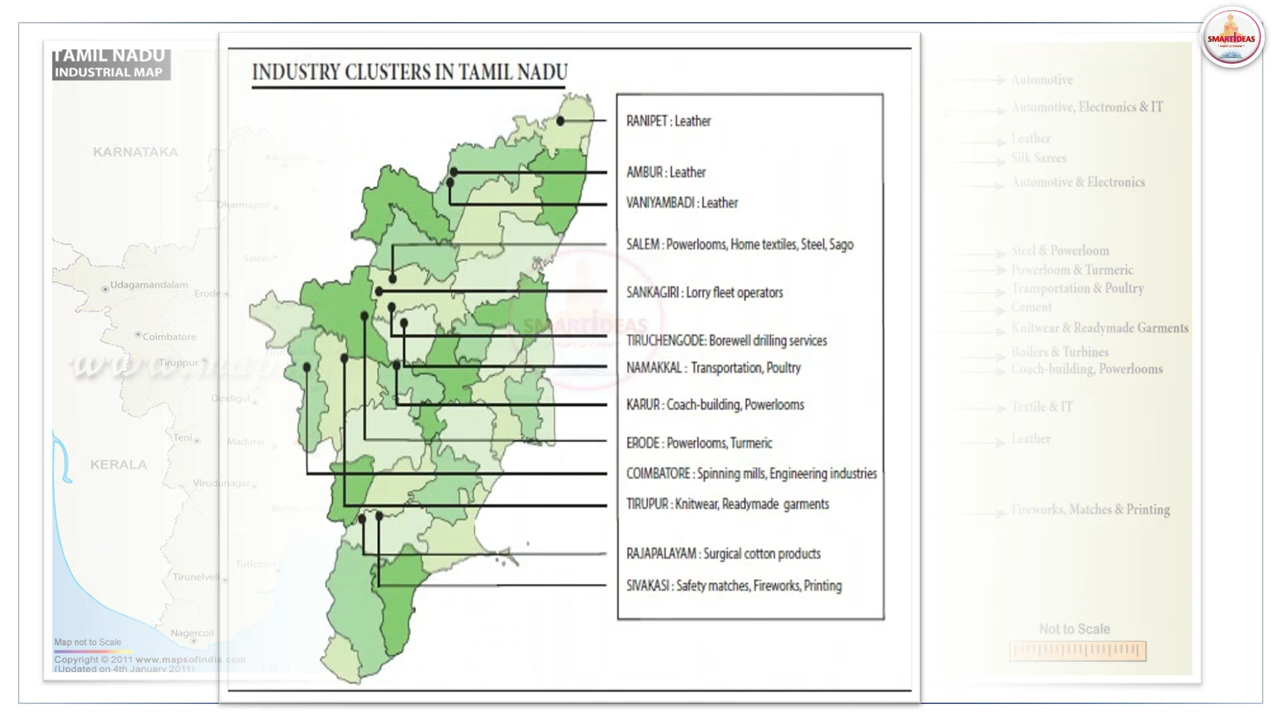 SMARTIDEAS
TAMIL NADU
INDUSTRIAL MAP
KARNATAKA
Krishnagiri
Dharmapuri
Salem
Udagamandalam
Erode
Coimbatore
Tiruppur
www.map
Dindigul
Teni
Madurai
KERALA
Virudunagar
Tirunelveli
Tuticorin
Nagercoil
Map not to Scale
Copyright © 2011 www.mapsofindia.com
(Updated on 4th January 2011)
INDUSTRY CLUSTERS IN TAMIL NADU
RANIPET : Leather
AMBUR : Leather
VANIYAMBADI : Leather
SALEM : Powerlooms, Home textiles, Steel, Sago
SANKAGIRI : Lorry fleet operators
TIRUCHENGODE: Borewell drilling services
NAMAKKAL : Transportation, Poultry
KARUR : Coach-building, Powerlooms
ERODE : Powerlooms, Turmeric
COIMBATORE : Spinning mills, Engineering industries
TIRUPUR : Knitwear, Readymade garments
RAJAPALAYAM : Surgical cotton products
SIVAKASI : Safety matches, Fireworks, Printing
SMARTIDEAS
Automotive
Automotive, Electronics & IT
Leather
Silk Sarees
Automotive & Electronics
Steel & Powerloom
Powerloom & Turmeric
Transportation & Poultry
Cement
Knitwear & Readymade Garments
Boilers & Turbines
Coach-building, Powerlooms
Textile & IT
Leather
Fireworks, Matches & Printing
Not to Scale